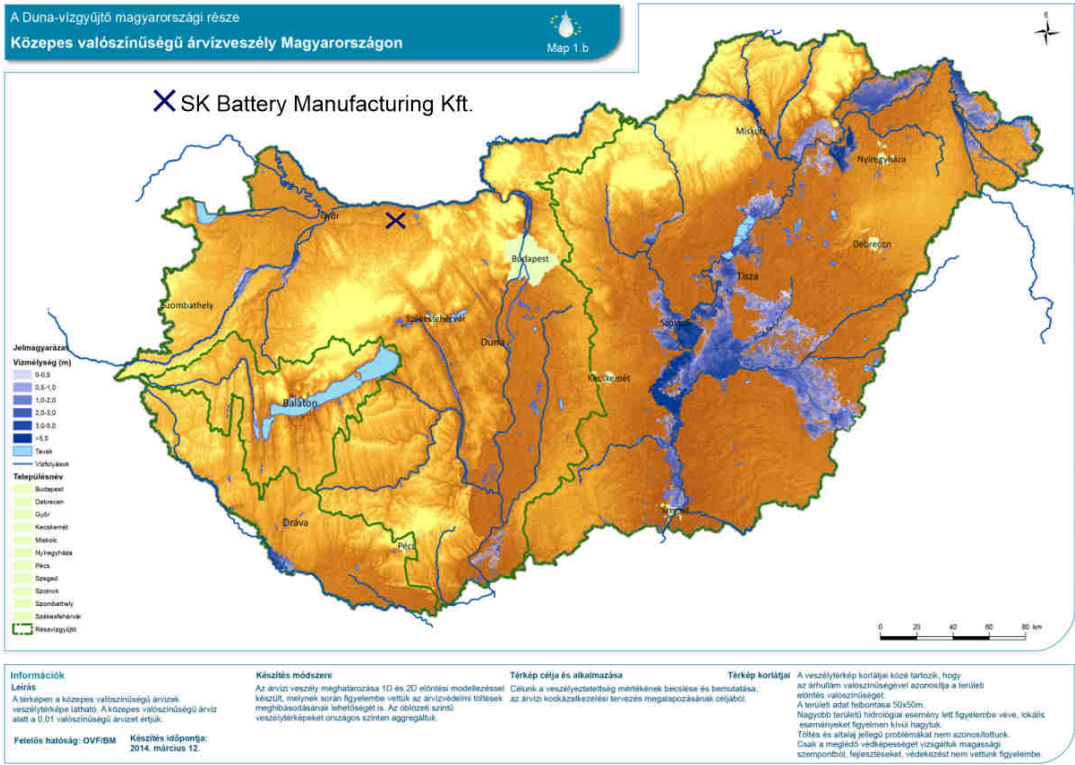 A Duna-vízgyűjtő magyarországi része
Közepes valószínűségű árvízveszély Magyarországon
Map 1.b
É
SK Battery Manufacturing Kft.
Miskolc
Nyíregyháza
Győr
Budapest
Debrecen
Tisza
Szombathely
Székesfehérvár
Szolnok
Duna
Kecskemét
Balaton
Dráva
Pécs
Szeged
Jelmagyarázat
Vízmélység (m)
0-0,5
0,5-1,0
1,0-2,0
2,0-3,0
3,0-5,0
>5,0
Tavak
Vízfolyások
Településnév
Budapest
Debrecen
Győr
Kecskemét
Miskolc
Nyíregyháza
Pécs
Szeged
Szolnok
Szombathely
Székesfehérvár
Részvízgyűjtő
0 20 40 60 80 km
Információk
Leírás
A térképen a közepes valószínűségű árvizek
veszélytérképe látható. A közepes valószínűségű árvíz
alatt a 0,01 valószínűségű árvizet értjük.
Felelős hatóság: OVF/BM
Készítés időpontja:
2014. március 12.
Készítés módszere
Az árvízi veszély meghatározása 1D és 2D elöntési modellezéssel
készült, melynek során figyelembe vettük az árvízvédelmi töltések
meghibásodásának lehetőségét is. Az öblözeti szintű
veszélytérképeket országos szinten aggregáltuk.
Térkép célja és alkalmazása
Célunk a veszélyeztetettség mértékének becslése és bemutatása,
az árvízi kockázatkezelési tervezés megalapozásának céljából.
Térkép korlátjai
A veszélytérkép korlátjai közé tartozik, hogy
az árhullám valószínűségével azonosítja a területi
elöntés valószínűségét.
A területi adat felbontása 50x50m.
Nagyobb területű hidrológiai esemény lett figyelembe véve, lokális
eseményeket figyelmen kívül hagytuk.
Töltés és altalaj jellegű problémákat nem azonosítottunk.
Csak a meglédő védképességet vizsgáltuk magassági
szempontból, fejlesztéseket, védekezést nem vettünk figyelembe.